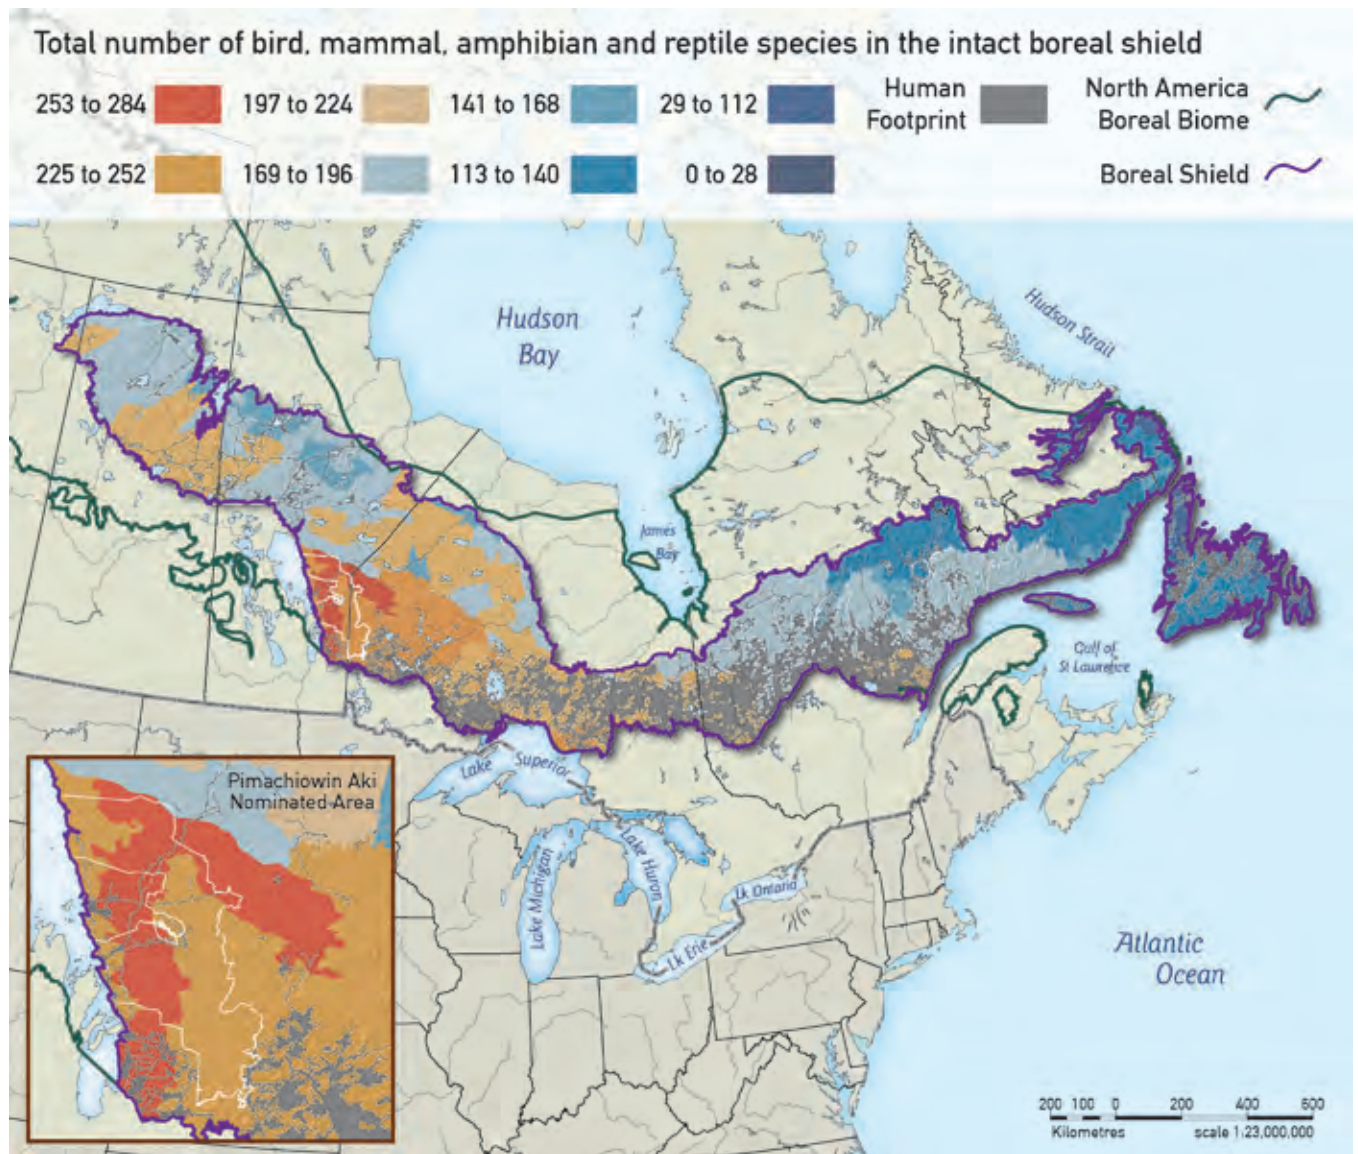 Total number of bird, mammal, amphibian and reptile species in the intact boreal shield
253 to 284
197 to 224
141 to 168
29 to 112
Human
Footprint
North America
Boreal Biome
225 to 252
169 to 196
113 to 140
0 to 28
Boreal Shield
Hudson
Bay
Hudson Strait
James
Bay
Gulf of
St Lawrence
Lake Superior
Lake Michigan
Lake Huron
Lk Ontario
Lk Erie
Atlantic
Ocean
Pimachiowin Aki
Nominated Area
200 100 0 200 400 600
Kilometres scale 1:23,000,000